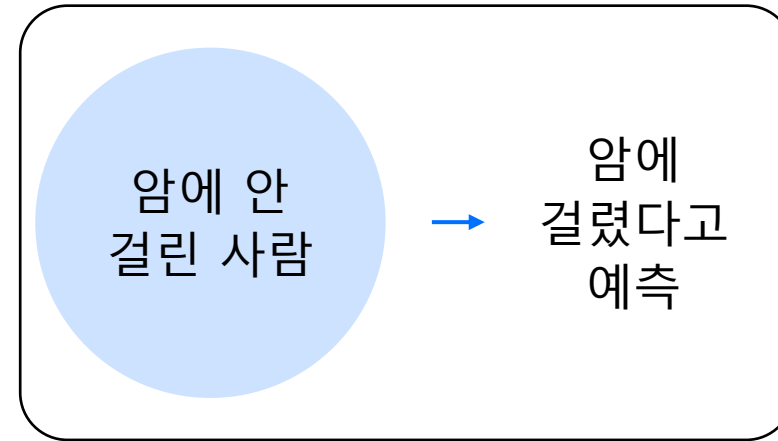 암에 안
걸린 사람
암에
걸렸다고
예측